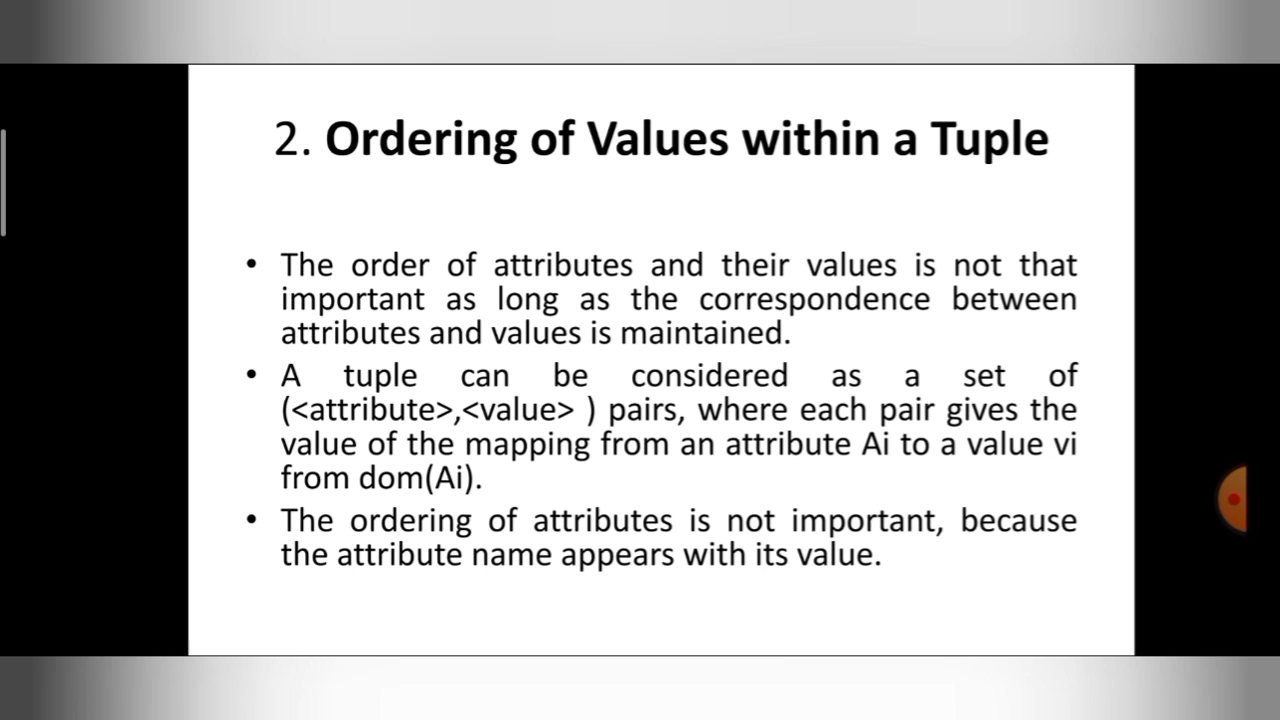 2. Ordering of Values within a Tuple
• The order of attributes and their values is not that
important as long as the correspondence between
attributes and values is maintained.
• A tuple can be considered as a set of
(<attribute>,<value> ) pairs, where each pair gives the
value of the mapping from an attribute Ai to a value vi
from dom(Ai).
• The ordering of attributes is not important, because
the attribute name appears with its value.